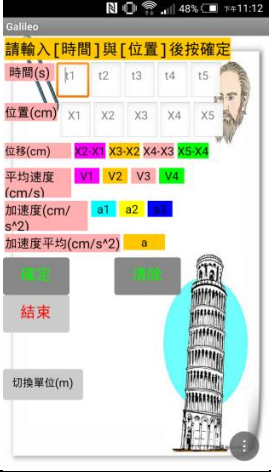 48% 下午11:12
Galileo
請輸入[時間]與[位置]後按確定
時間(s) t1 t2 t3 t4 t5
位置(cm) X1 X2 X3 X4 X5
位移(cm) X2-X1 X3-X2 X4-X3 X5-X4
平均速度 V1 V2 V3 V4
(cm/s)
加速度(cm/ a1 a2 a3
s^2)
加速度平均(cm/s^2) a
確定 清除
結束
切換單位(m)